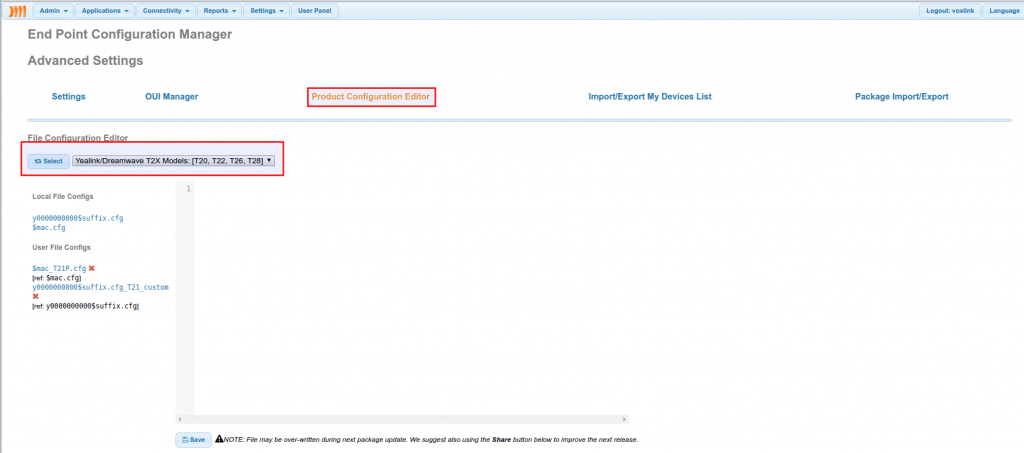 Admin Applications Connectivity Reports Settings User Panel Logout: voxlink Language
End Point Configuration Manager
Advanced Settings
Settings OUI Manager Product Configuration Editor Import/Export My Devices List Package Import/Export
File Configuration Editor
Select Yealink/Dreamwave T2X Models: [T20, T22, T26, T28]
1
Local File Configs
y0000000000$suffix.cfg
$mac.cfg
User File Configs
$mac_T21P.cfg
[ref: $mac.cfg]
y0000000000$suffix.cfg_T21_custom
[ref: y0000000000$suffix.cfg]
Save NOTE: File may be over-written during next package update. We suggest also using the Share button below to improve the next release.